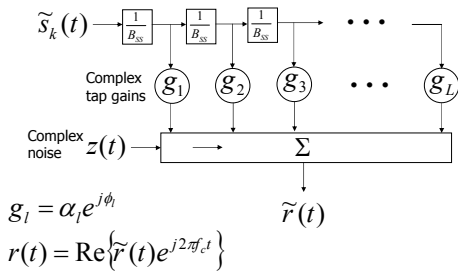 s̃ₖ(t) 1/B_SS 1/B_SS 1/B_SS • • •
Complex tap gains g₁ g₂ g₃ • • • g_L
Complex noise z(t) Σ
r̃(t)
g_l = α_l e^{jϕ_l}
r(t) = Re{r̃(t)e^{j2πf_c t}}